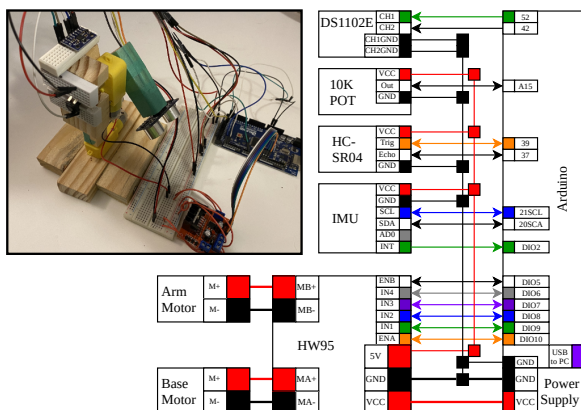 DS1102E
CH1
CH2
CH1GND
CH2GND
52
42
10K
POT
VCC
Out
GND
A15
HC-
SR04
VCC
Trig
Echo
GND
39
37
Arduino
IMU
VCC
GND
SCL
SDA
AD0
INT
21SCL
20SCA
DIO2
Arm
Motor
M+
M-
MB+
MB-
HW95
ENB
IN4
IN3
IN2
IN1
ENA
DIO5
DIO6
DIO7
DIO8
DIO9
DIO10
5V
GND
VCC
GND
USB
to PC
GND
VCC
Power
Supply
Base
Motor
M+
M-
MA+
MA-